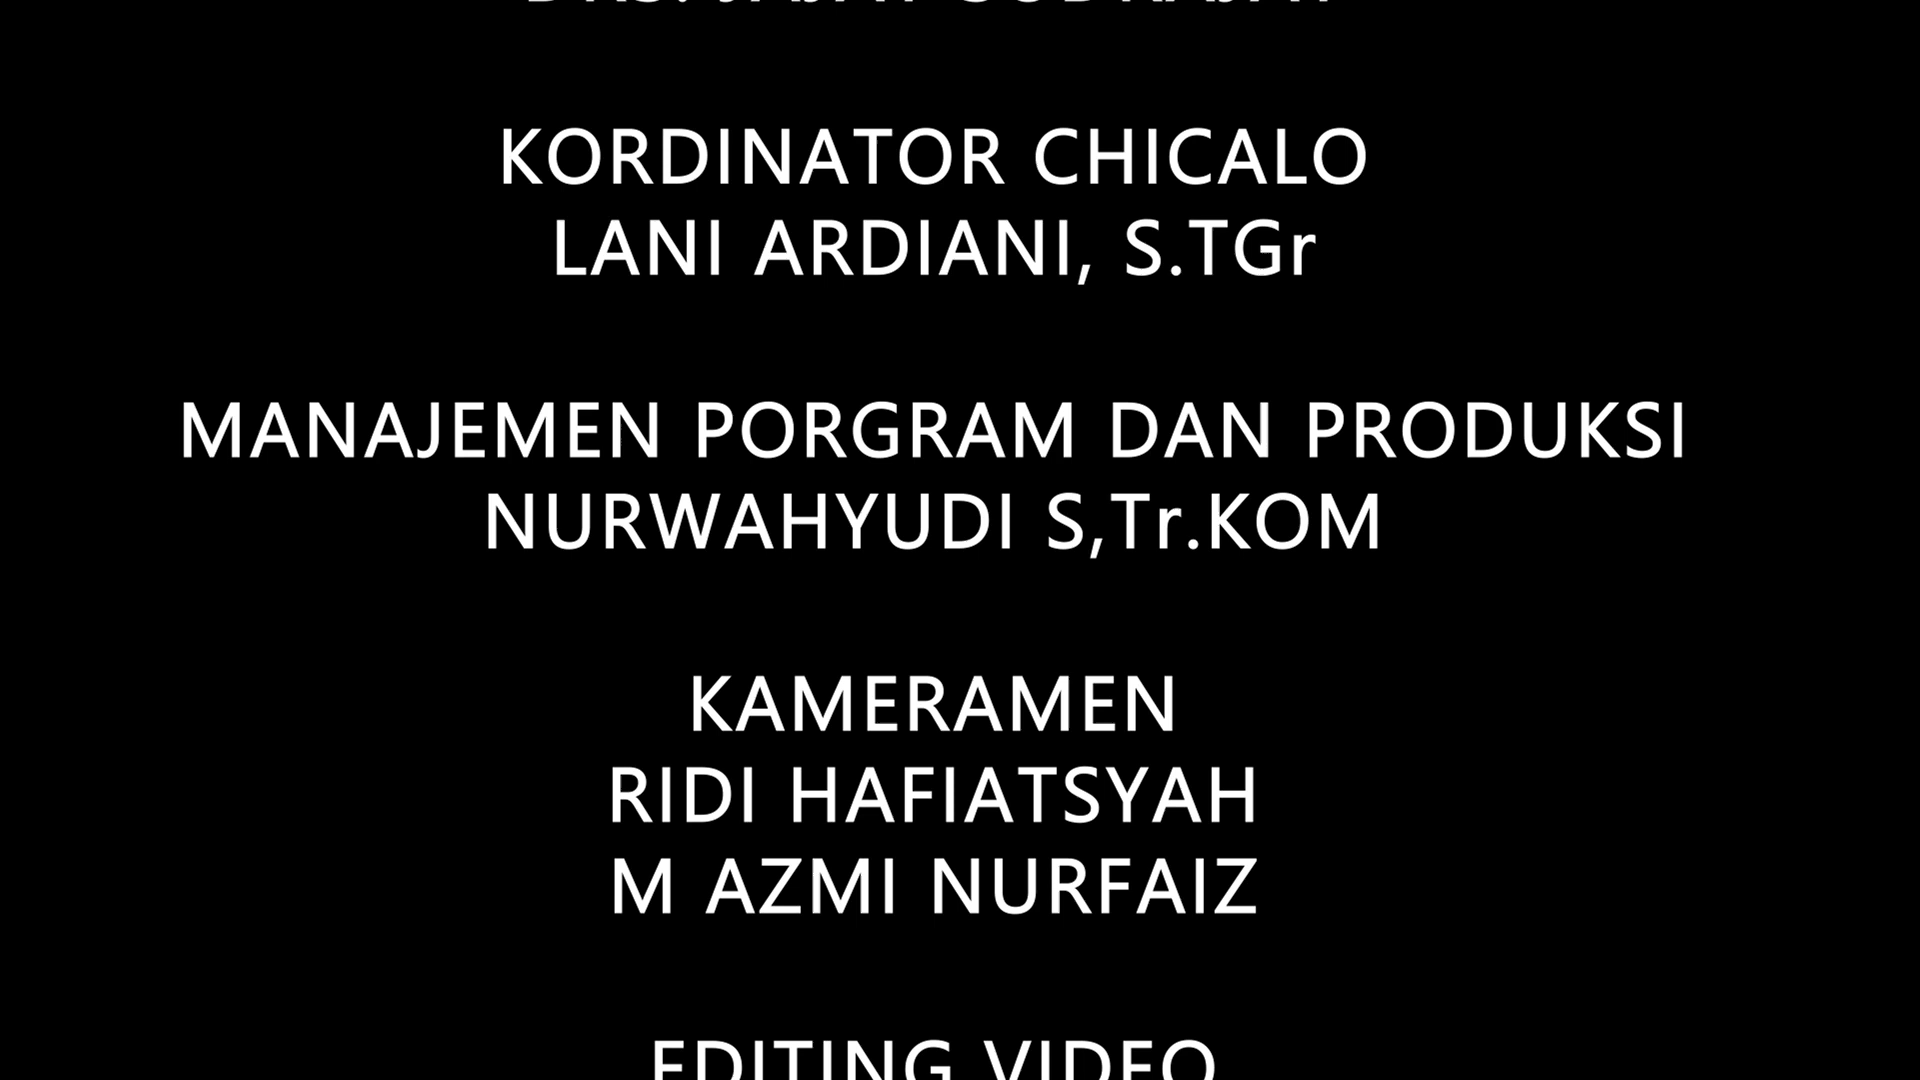 KORDINATOR CHICALO
LANI ARDIANI, S.TGr
MANAJEMEN PORGRAM DAN PRODUKSI
NURWAHYUDI S,Tr.KOM
KAMERAMEN
RIDI HAFIATSYAH
M AZMI NURFAIZ
EDITING VIDEO